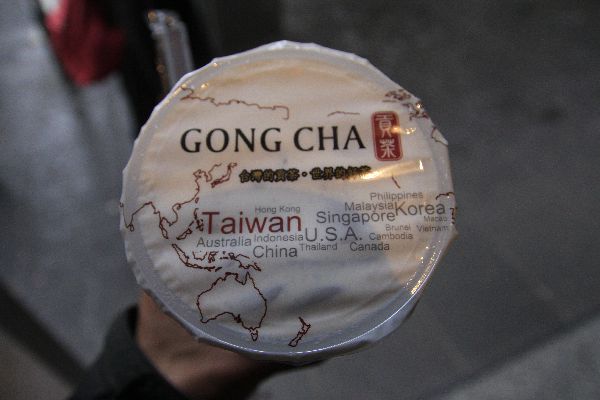 GONG CHA 貢茶
台灣的貢茶・世界的貢茶
Philippines
Hong Kong Malaysia Korea
Taiwan Singapore Macau
Australia Indonesia U.S.A. Brunei Vietnam
China Thailand Canada Cambodia